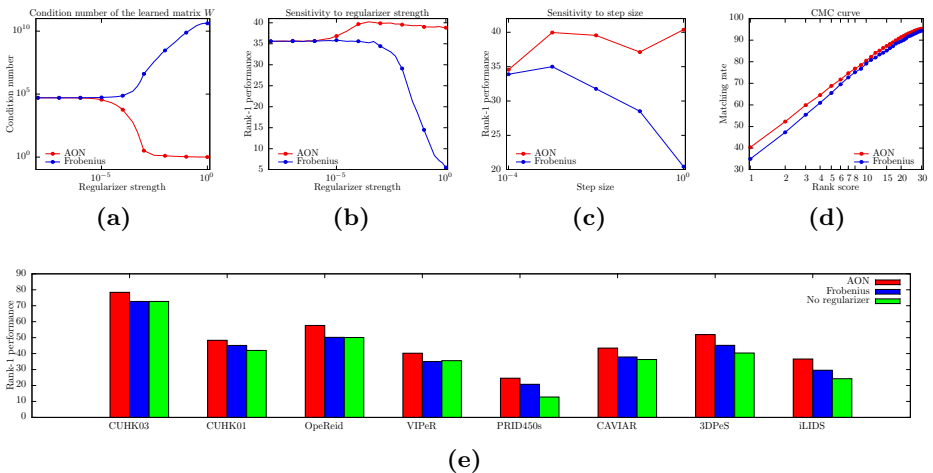 Condition number of the learned matrix W
Condition number
10^10
10^5
10^0
AON
Frobenius
10^-5
10^0
Regularizer strength
(a)
Sensitivity to regularizer strength
Rank-1 performance
40
35
30
25
20
15
10
5
AON
Frobenius
10^-5
10^0
Regularizer strength
(b)
Sensitivity to step size
Rank-1 performance
40
35
30
25
20
AON
Frobenius
10^-4
10^0
Step size
(c)
CMC curve
Matching rate
100
90
80
70
60
50
40
30
AON
Frobenius
1 2 3 4 5 6 7 8 10 15 20 30
Rank score
(d)
Rank-1 performance
90
80
70
60
50
40
30
20
10
0
AON
Frobenius
No regularizer
CUHK03 CUHK01 OpeReid VIPeR PRID450s CAVIAR 3DPeS iLIDS
(e)